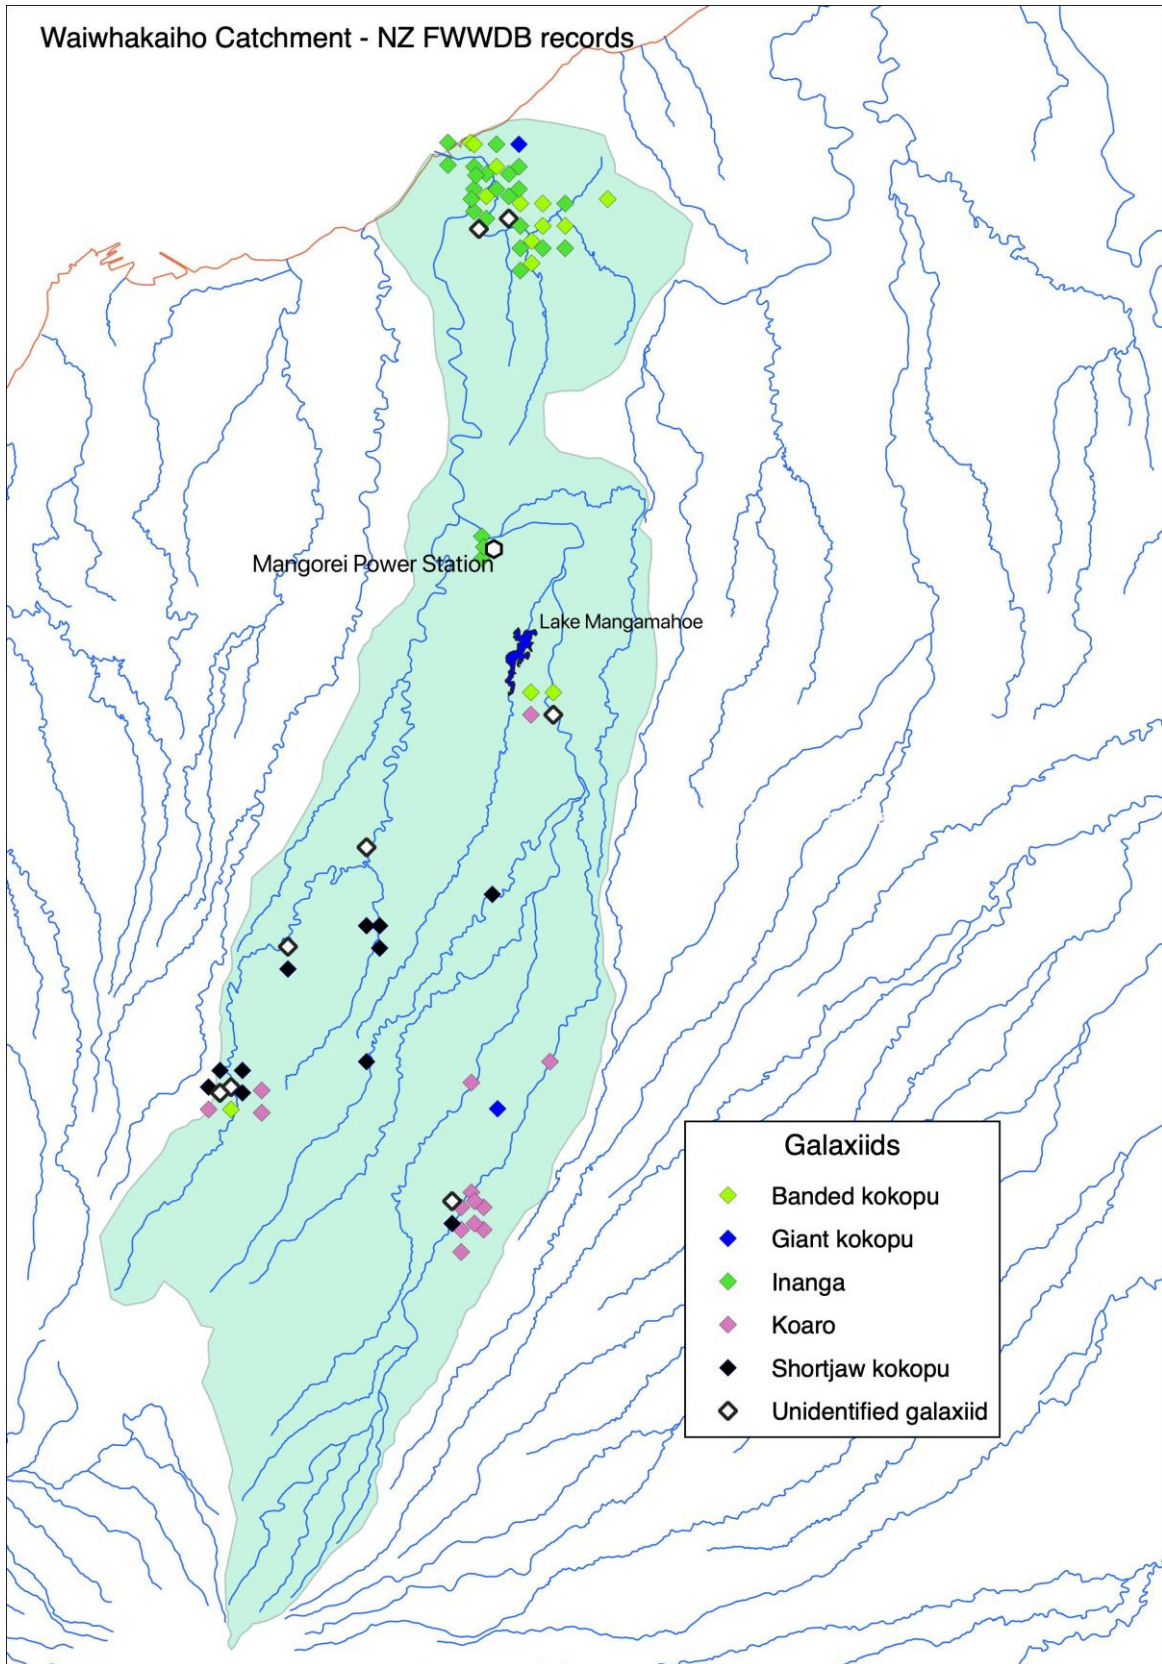 Waiwhakaiho Catchment - NZ FWWDB records
Mangorei Power Station
Lake Mangamahoe
Galaxiids
Banded kokopu
Giant kokopu
Inanga
Koaro
Shortjaw kokopu
Unidentified galaxiid